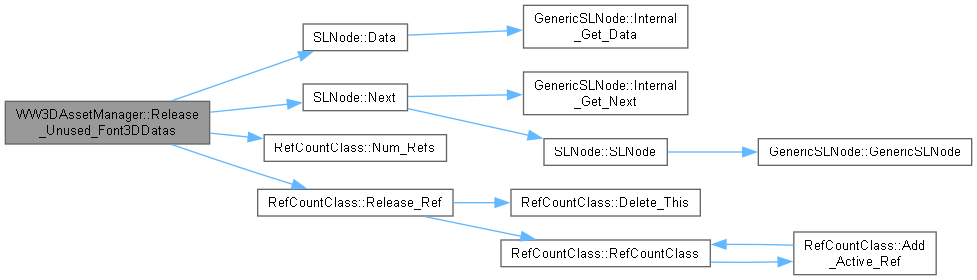 WW3DAssetManager::Release
_Unused_Font3DDatas
SLNode::Data
GenericSLNode::Internal
_Get_Data
SLNode::Next
GenericSLNode::Internal
_Get_Next
SLNode::SLNode
GenericSLNode::GenericSLNode
RefCountClass::Num_Refs
RefCountClass::Release_Ref
RefCountClass::Delete_This
RefCountClass::RefCountClass
RefCountClass::Add
_Active_Ref